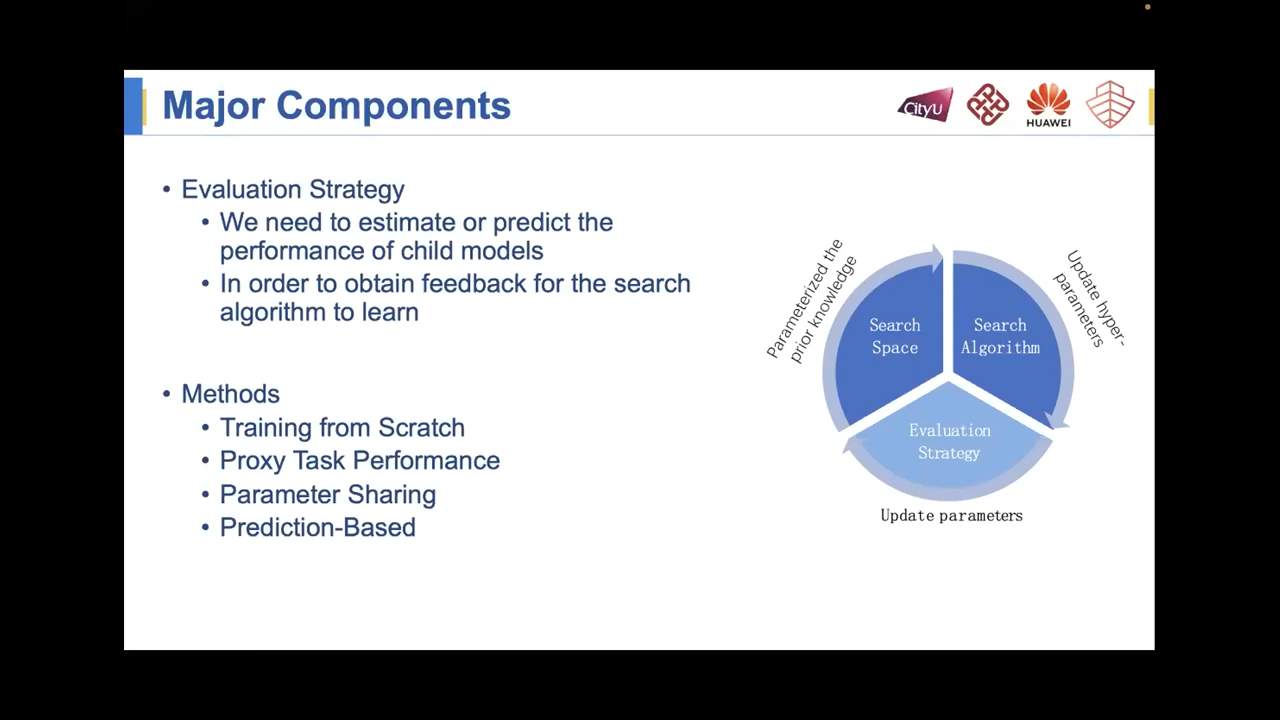 Major Components
CityU
HUAWEI
• Evaluation Strategy
• We need to estimate or predict the
performance of child models
• In order to obtain feedback for the search
algorithm to learn
• Methods
• Training from Scratch
• Proxy Task Performance
• Parameter Sharing
• Prediction-Based
Parameterized the
prior knowledge
Update hyper-
parameters
Search
Space
Search
Algorithm
Evaluation
Strategy
Update parameters